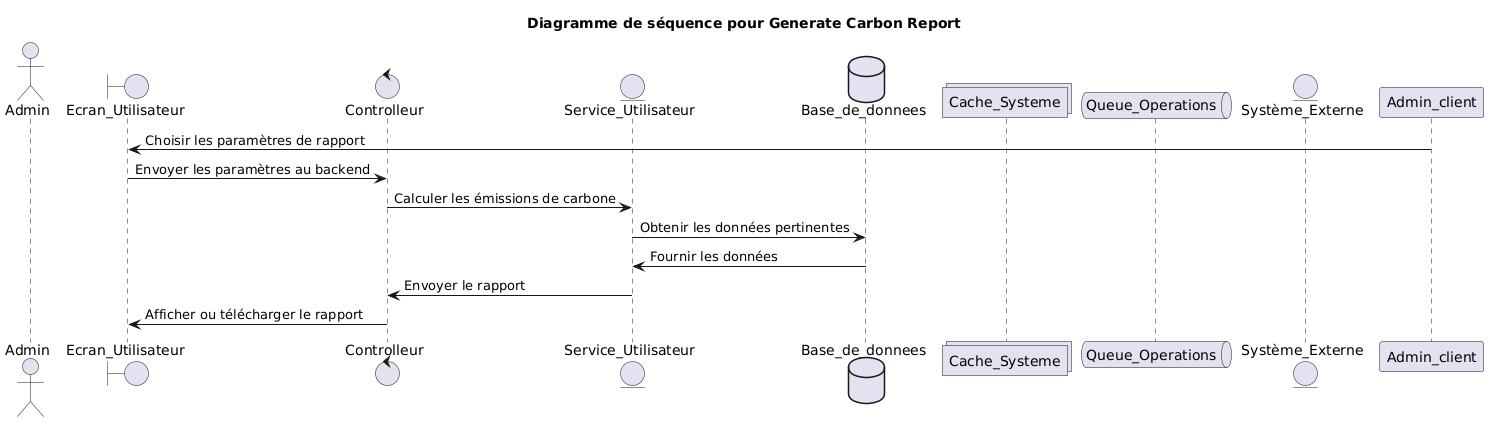 Diagramme de séquence pour Generate Carbon Report
Admin
Ecran_Utilisateur
Controlleur
Service_Utilisateur
Base_de_donnees
Cache_Systeme
Queue_Operations
Système_Externe
Admin_client
Choisir les paramètres de rapport
Envoyer les paramètres au backend
Calculer les émissions de carbone
Obtenir les données pertinentes
Fournir les données
Envoyer le rapport
Afficher ou télécharger le rapport
Admin
Ecran_Utilisateur
Controlleur
Service_Utilisateur
Base_de_donnees
Cache_Systeme
Queue_Operations
Système_Externe
Admin_client